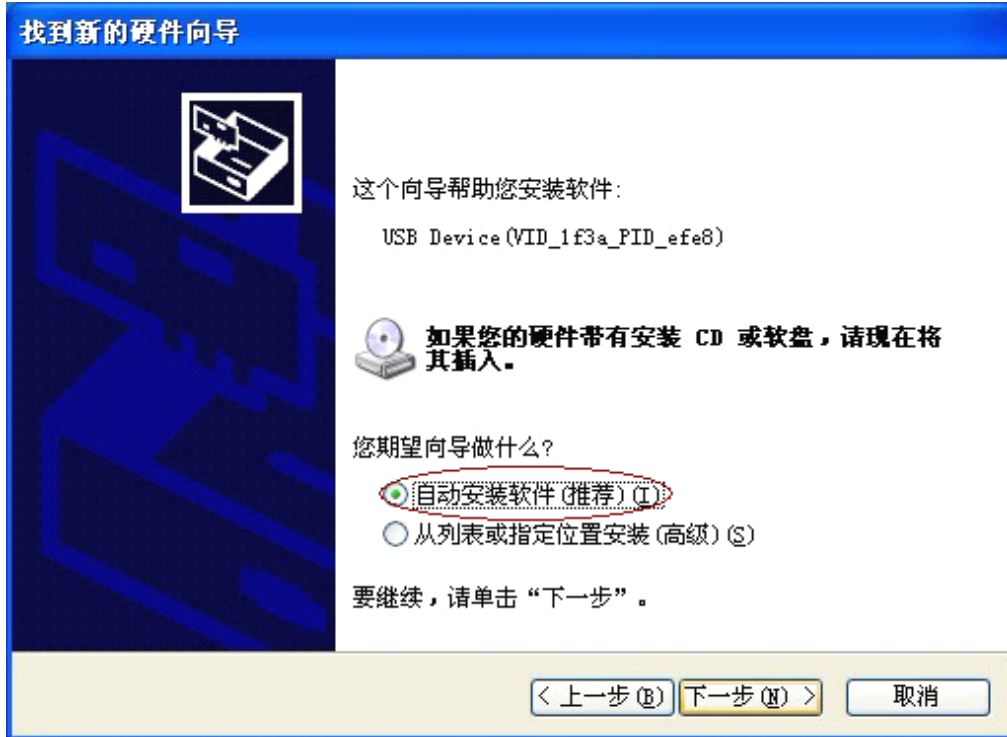 找到新的硬件向导
这个向导帮助您安装软件:
USB Device(VID_1f3a_PID_efe8)
如果您的硬件带有安装 CD 或软盘，请现在将
其插入。
您期望向导做什么?
自动安装软件(推荐)(I)
从列表或指定位置安装(高级)(S)
要继续，请单击“下一步”。
< 上一步(B) 下一步(N) > 取消